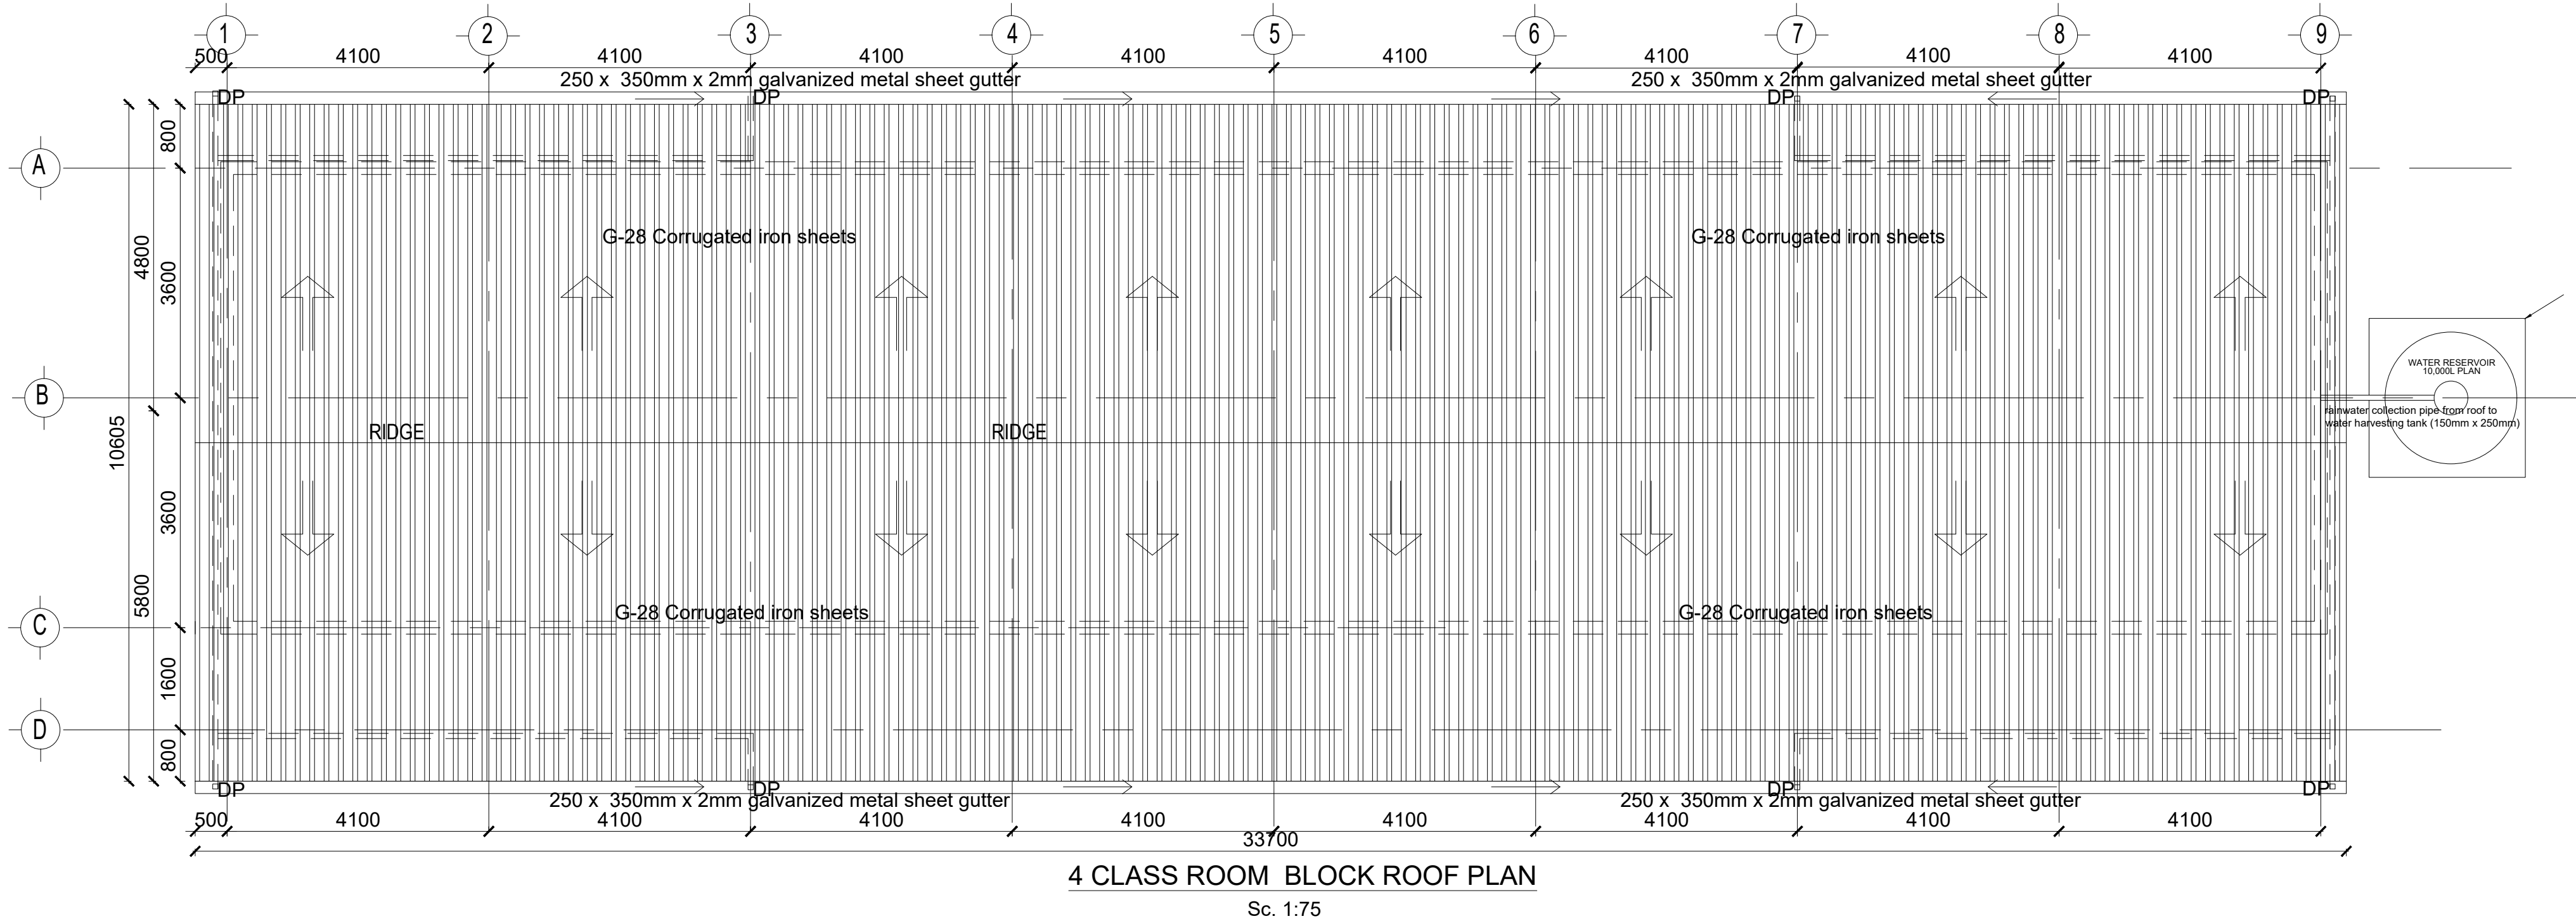 1 2 3 4 5 6 7 8 9
500 4100 4100 4100 4100 4100 4100 4100 4100
250 x 350mm x 2mm galvanized metal sheet gutter 250 x 350mm x 2mm galvanized metal sheet gutter
DP DP DP DP
800
A
G-28 Corrugated iron sheets G-28 Corrugated iron sheets
4800
3600
WATER RESERVOIR
10,000L PLAN
B
rainwater collection pipe from roof to
water harvesting tank (150mm x 250mm)
RIDGE RIDGE
10605
3600
5800
G-28 Corrugated iron sheets G-28 Corrugated iron sheets
C
1600
D
800
DP DP DP DP
250 x 350mm x 2mm galvanized metal sheet gutter 250 x 350mm x 2mm galvanized metal sheet gutter
500 4100 4100 4100 4100 4100 4100 4100 4100
33700
4 CLASS ROOM BLOCK ROOF PLAN
Sc. 1:75